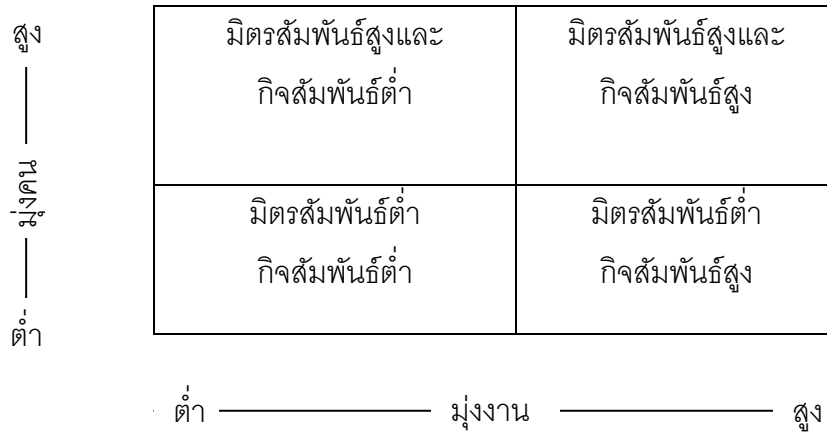 สูง
มุ่งคน
ต่ำ
มิตรสัมพันธ์สูงและ
กิจสัมพันธ์ต่ำ
มิตรสัมพันธ์สูงและ
กิจสัมพันธ์สูง
มิตรสัมพันธ์ต่ำ
กิจสัมพันธ์ต่ำ
มิตรสัมพันธ์ต่ำ
กิจสัมพันธ์สูง
ต่ำ มุ่งงาน สูง